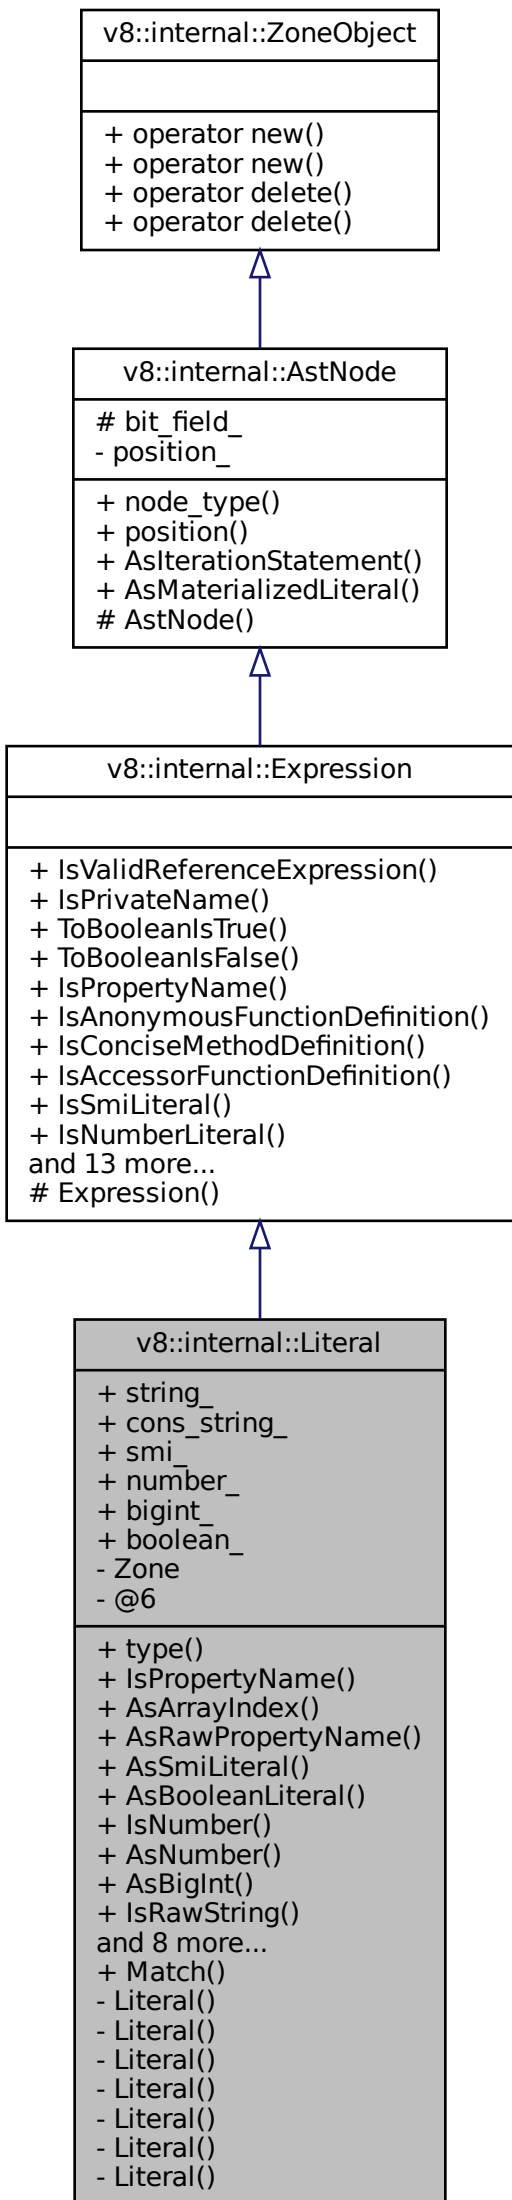 v8::internal::ZoneObject
+ operator new()
+ operator new()
+ operator delete()
+ operator delete()
v8::internal::AstNode
# bit_field_
- position_
+ node_type()
+ position()
+ AsIterationStatement()
+ AsMaterializedLiteral()
# AstNode()
v8::internal::Expression
+ IsValidReferenceExpression()
+ IsPrivateName()
+ ToBooleanIsTrue()
+ ToBooleanIsFalse()
+ IsPropertyName()
+ IsAnonymousFunctionDefinition()
+ IsConciseMethodDefinition()
+ IsAccessorFunctionDefinition()
+ IsSmiLiteral()
+ IsNumberLiteral()
and 13 more...
# Expression()
v8::internal::Literal
+ string_
+ cons_string_
+ smi_
+ number_
+ bigint_
+ boolean_
- Zone
- @6
+ type()
+ IsPropertyName()
+ AsArrayIndex()
+ AsRawPropertyName()
+ AsSmiLiteral()
+ AsBooleanLiteral()
+ IsNumber()
+ AsNumber()
+ AsBigInt()
+ IsRawString()
and 8 more...
+ Match()
- Literal()
- Literal()
- Literal()
- Literal()
- Literal()
- Literal()
- Literal()